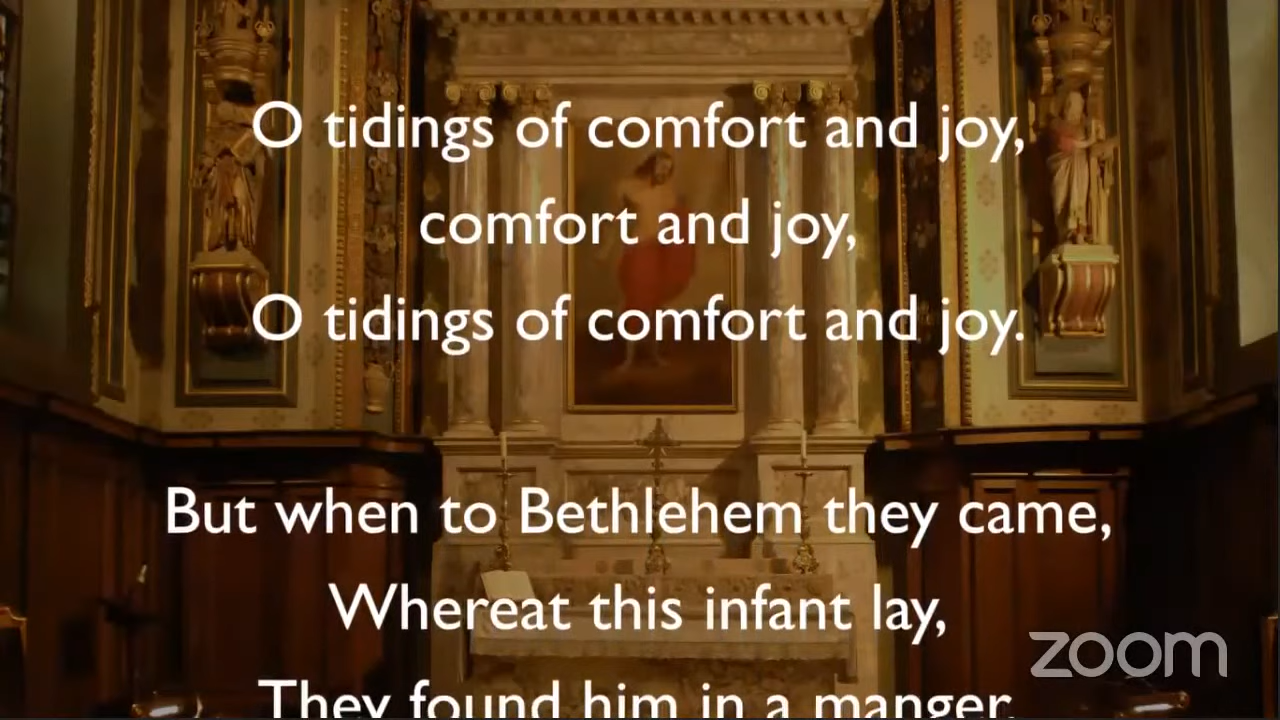 O tidings of comfort and joy,
comfort and joy,
O tidings of comfort and joy.
But when to Bethlehem they came,
Whereat this infant lay,
They found him in a manger,
zoom